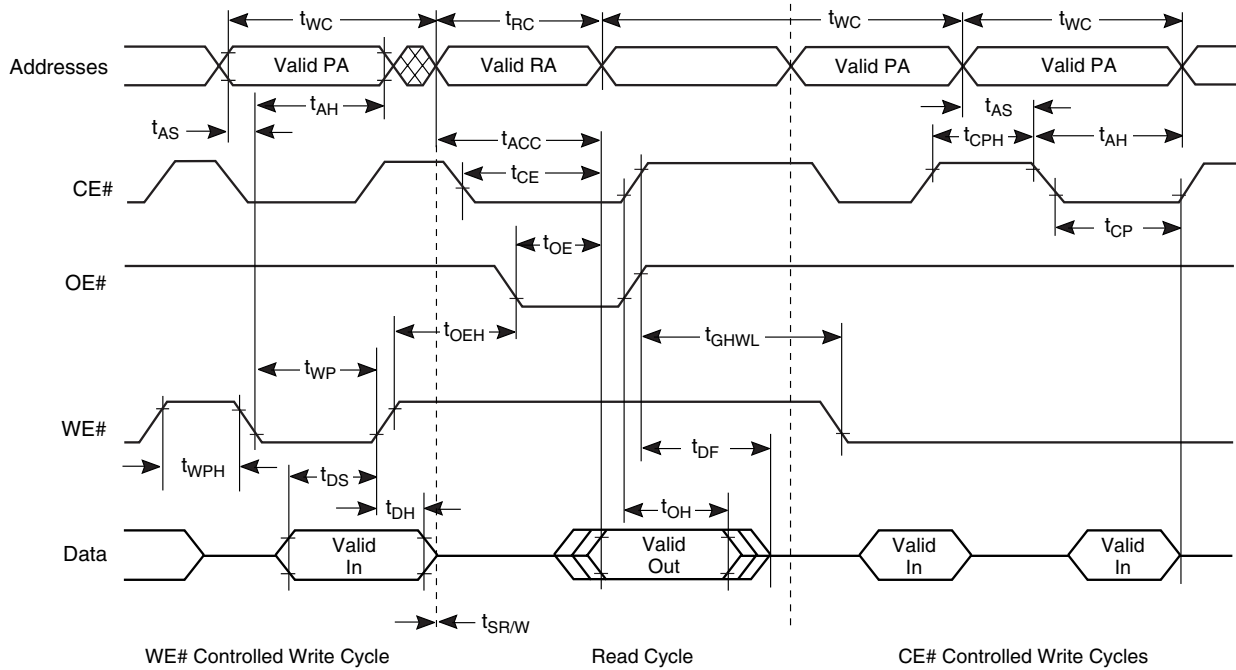 tWC tRC tWC tWC
Addresses Valid PA Valid RA Valid PA Valid PA
tAH tAS
tAS tACC tCPH tAH
CE# tCE
tCP
tOE
OE#
tOEH tGHWL
tWP
WE#
tWPH tDS tDF
tDH tOH
Data Valid In Valid Out Valid In Valid In
tSR/W
WE# Controlled Write Cycle Read Cycle CE# Controlled Write Cycles